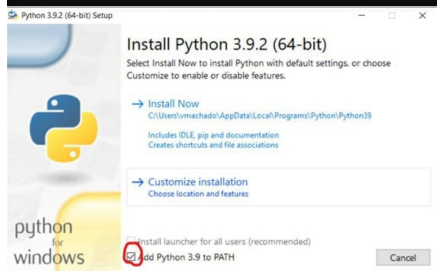 Python 3.9.2 (64-bit) Setup
Install Python 3.9.2 (64-bit)
Select Install Now to install Python with default settings, or choose
Customize to enable or disable features.
Install Now
C:\Users\vmachado\AppData\Local\Programs\Python\Python39
Includes IDLE, pip and documentation
Creates shortcuts and file associations
Customize installation
Choose location and features
python
for
windows
Install launcher for all users (recommended)
Add Python 3.9 to PATH
Cancel